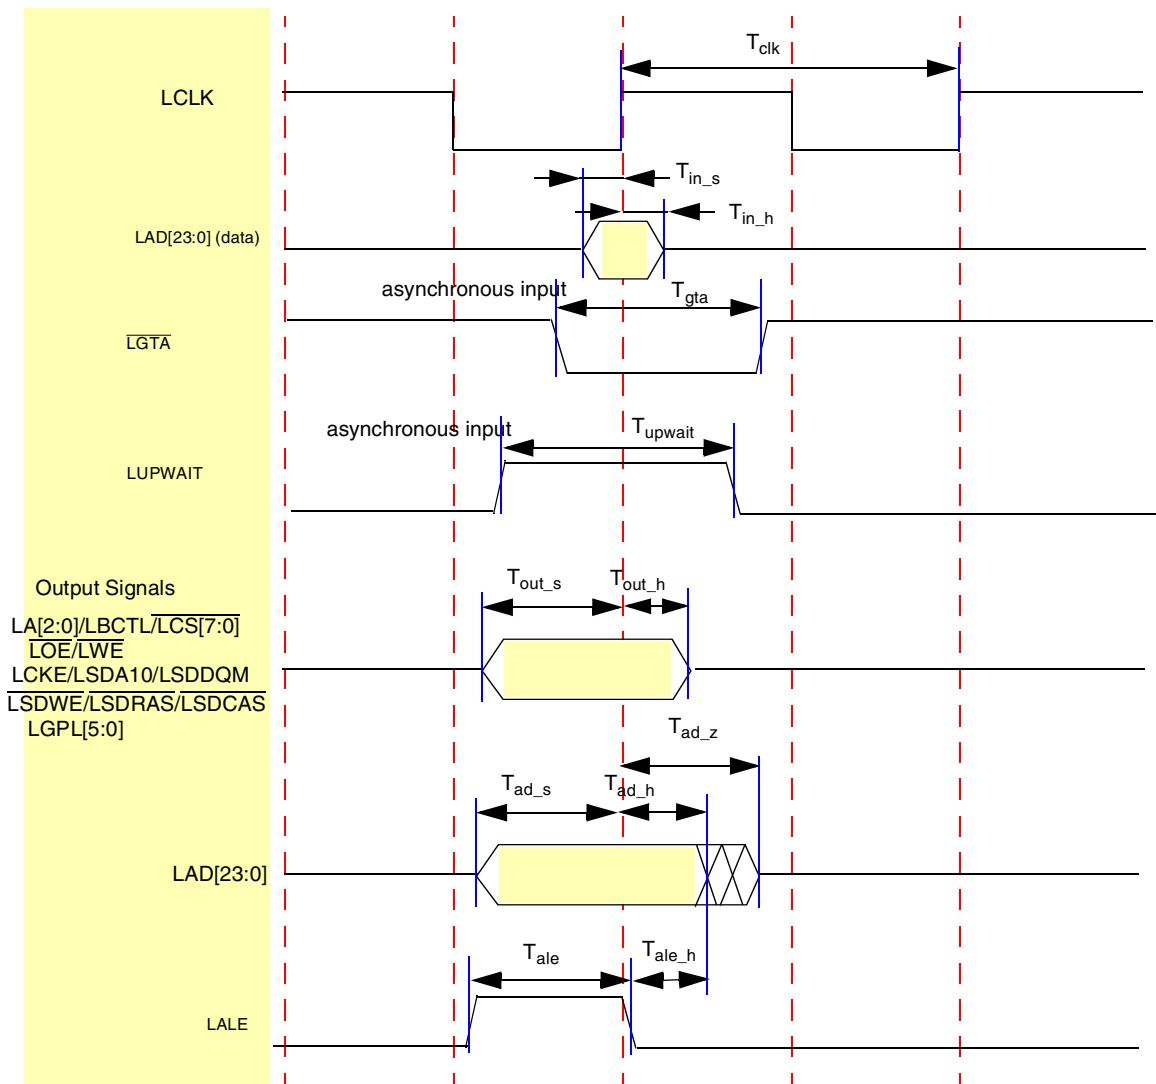 T_clk
LCLK
T_in_s
T_in_h
LAD[23:0] (data)
asynchronous input
T_gta
LGTA
asynchronous input
T_upwait
LUPWAIT
T_out_s
T_out_h
Output Signals
LA[2:0]/LBCTL/LCS[7:0]
LOE/LWE
LCKE/LSDA10/LSDDQM
LSDWE/LSDRAS/LSDCAS
LGPL[5:0]
T_ad_z
T_ad_s
T_ad_h
LAD[23:0]
T_ale
T_ale_h
LALE